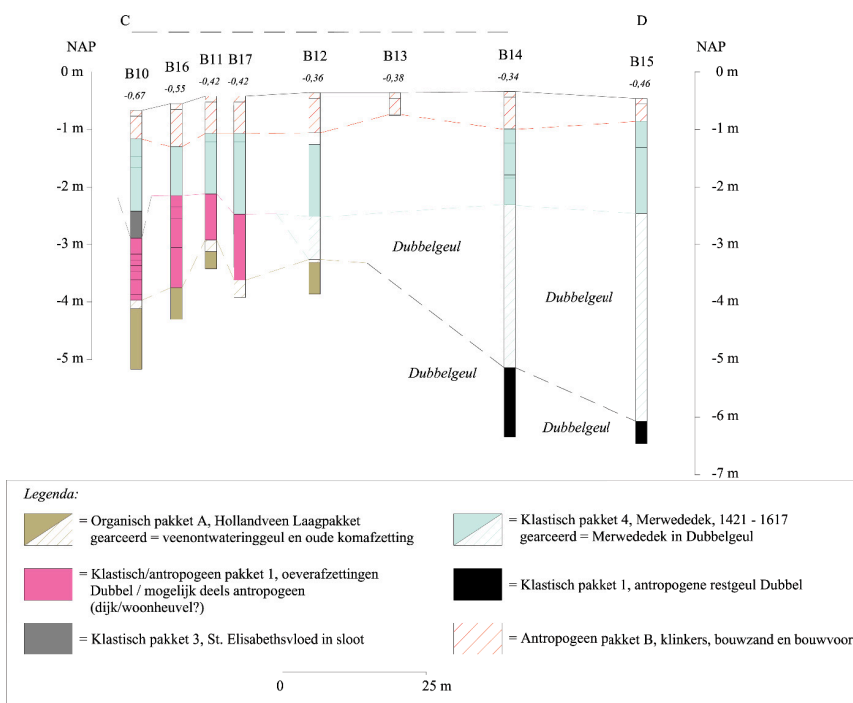 C
D
NAP
NAP
B10
B16
B11
B17
B12
B13
B14
B15
-0,67
-0,55
-0,42
-0,42
-0,36
-0,38
-0,34
-0,46
0 m
-1 m
-2 m
-3 m
-4 m
-5 m
0 m
-1 m
-2 m
-3 m
-4 m
-5 m
-6 m
-7 m
Dubbelgeul
Dubbelgeul
Dubbelgeul
Dubbelgeul
Legenda:
= Organisch pakket A, Hollandveen Laagpakket
gearceerd = veenontwateringgeul en oude komafzetting
= Klastisch/antropogeen pakket 1, oeverafzettingen
Dubbel / mogelijk deels antropogeen
(dijk/woonheuvel?)
= Klastisch pakket 3, St. Elisabethsvloed in sloot
= Klastisch pakket 4, Merwededek, 1421 - 1617
gearceerd = Merwededek in Dubbelgeul
= Klastisch pakket 1, antropogene restgeul Dubbel
= Antropogeen pakket B, klinkers, bouwzand en bouwvoor
0
25 m